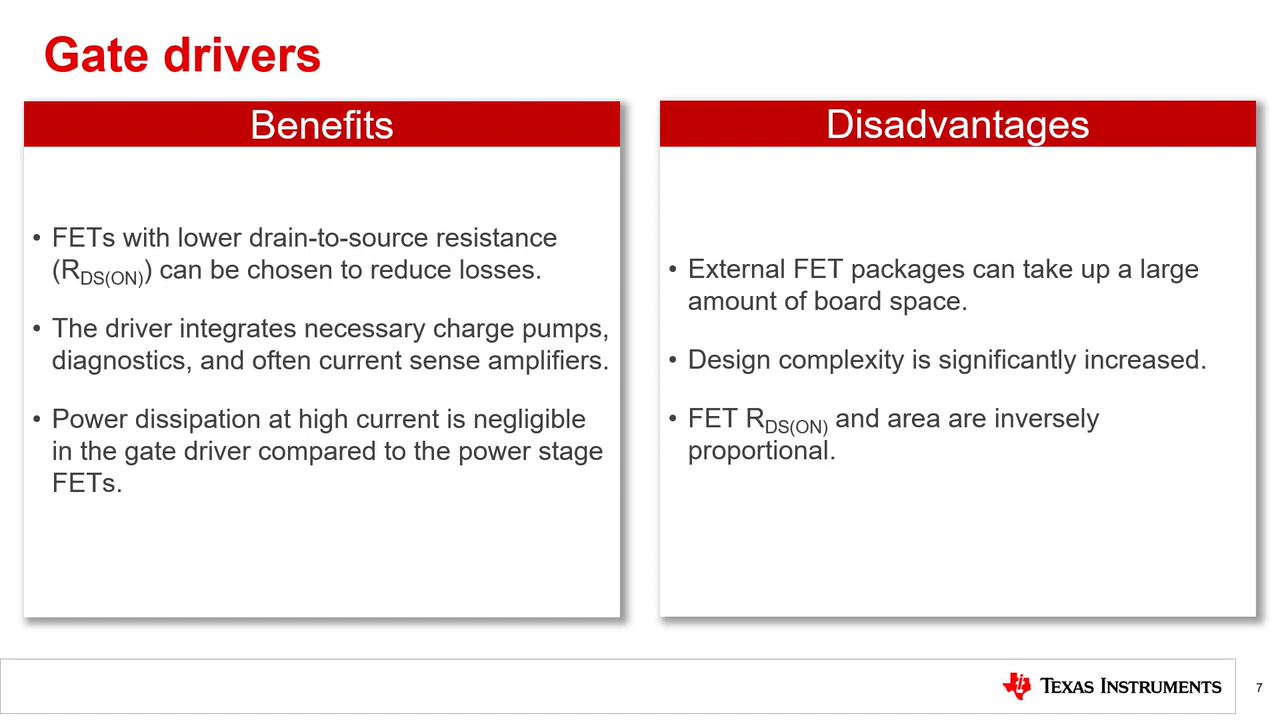 Gate drivers
Benefits
• FETs with lower drain-to-source resistance
(RDS(ON)) can be chosen to reduce losses.
• The driver integrates necessary charge pumps,
diagnostics, and often current sense amplifiers.
• Power dissipation at high current is negligible
in the gate driver compared to the power stage
FETs.
Disadvantages
• External FET packages can take up a large
amount of board space.
• Design complexity is significantly increased.
• FET RDS(ON) and area are inversely
proportional.
TEXAS INSTRUMENTS
7